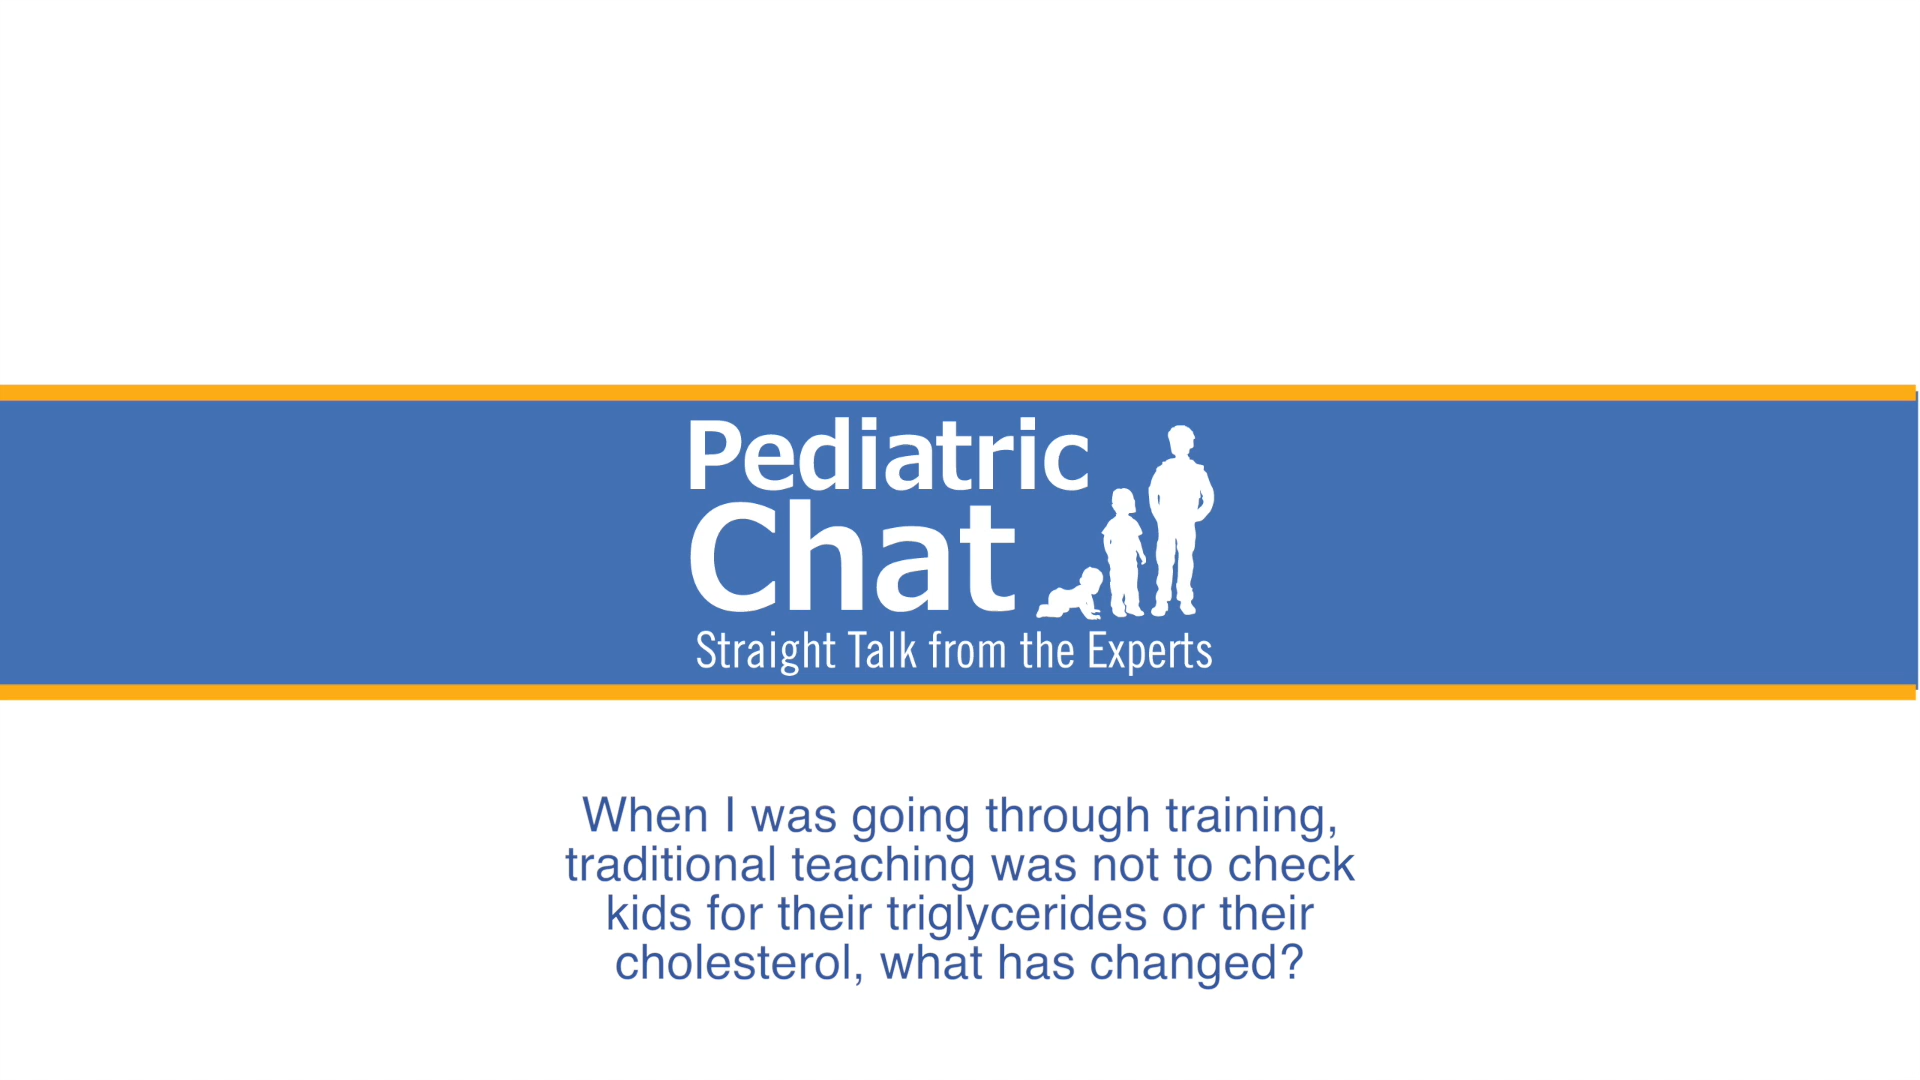 Pediatric
Chat
Straight Talk from the Experts
When I was going through training,
traditional teaching was not to check
kids for their triglycerides or their
cholesterol, what has changed?